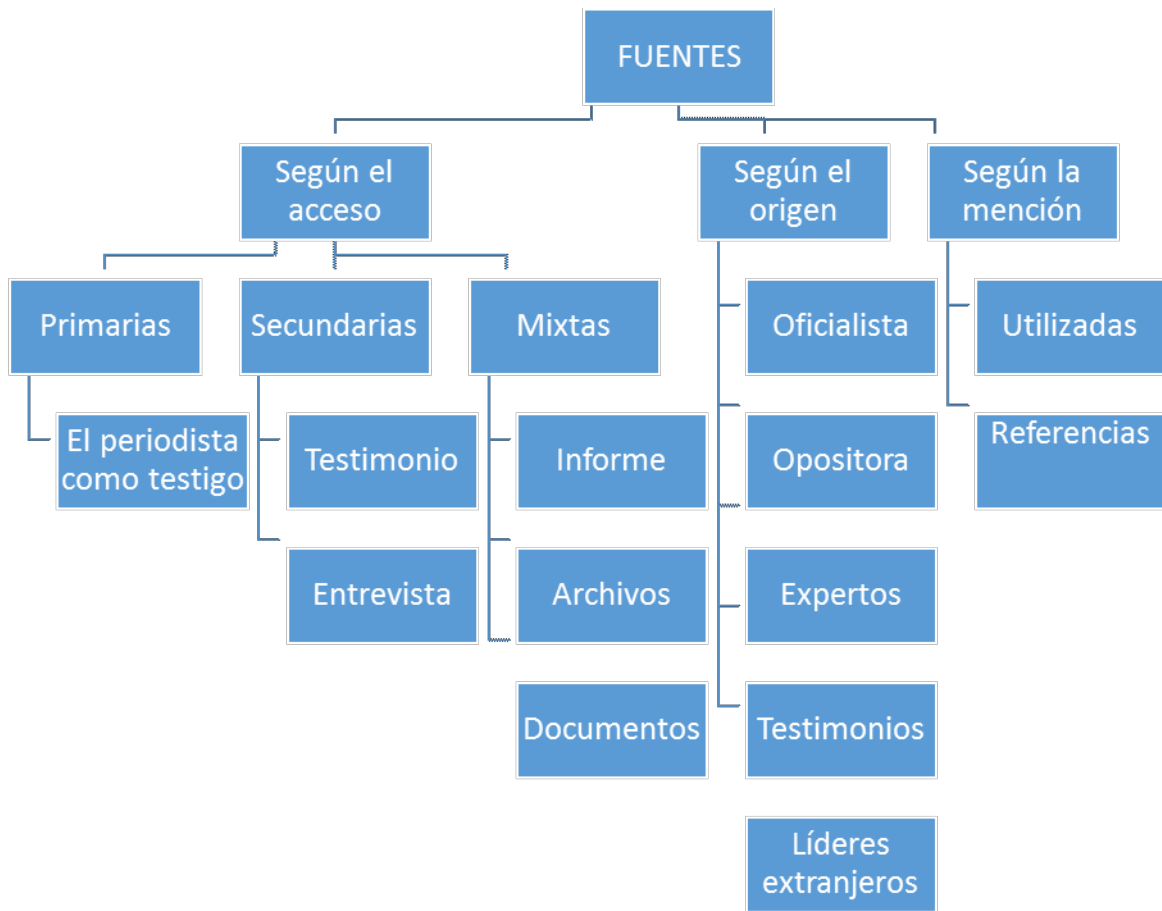 FUENTES
Según el
acceso
Según el
origen
Según la
mención
Primarias
Secundarias
Mixtas
Oficialista
Utilizadas
El periodista
como testigo
Testimonio
Informe
Opositora
Referencias
Entrevista
Archivos
Expertos
Documentos
Testimonios
Líderes
extranjeros